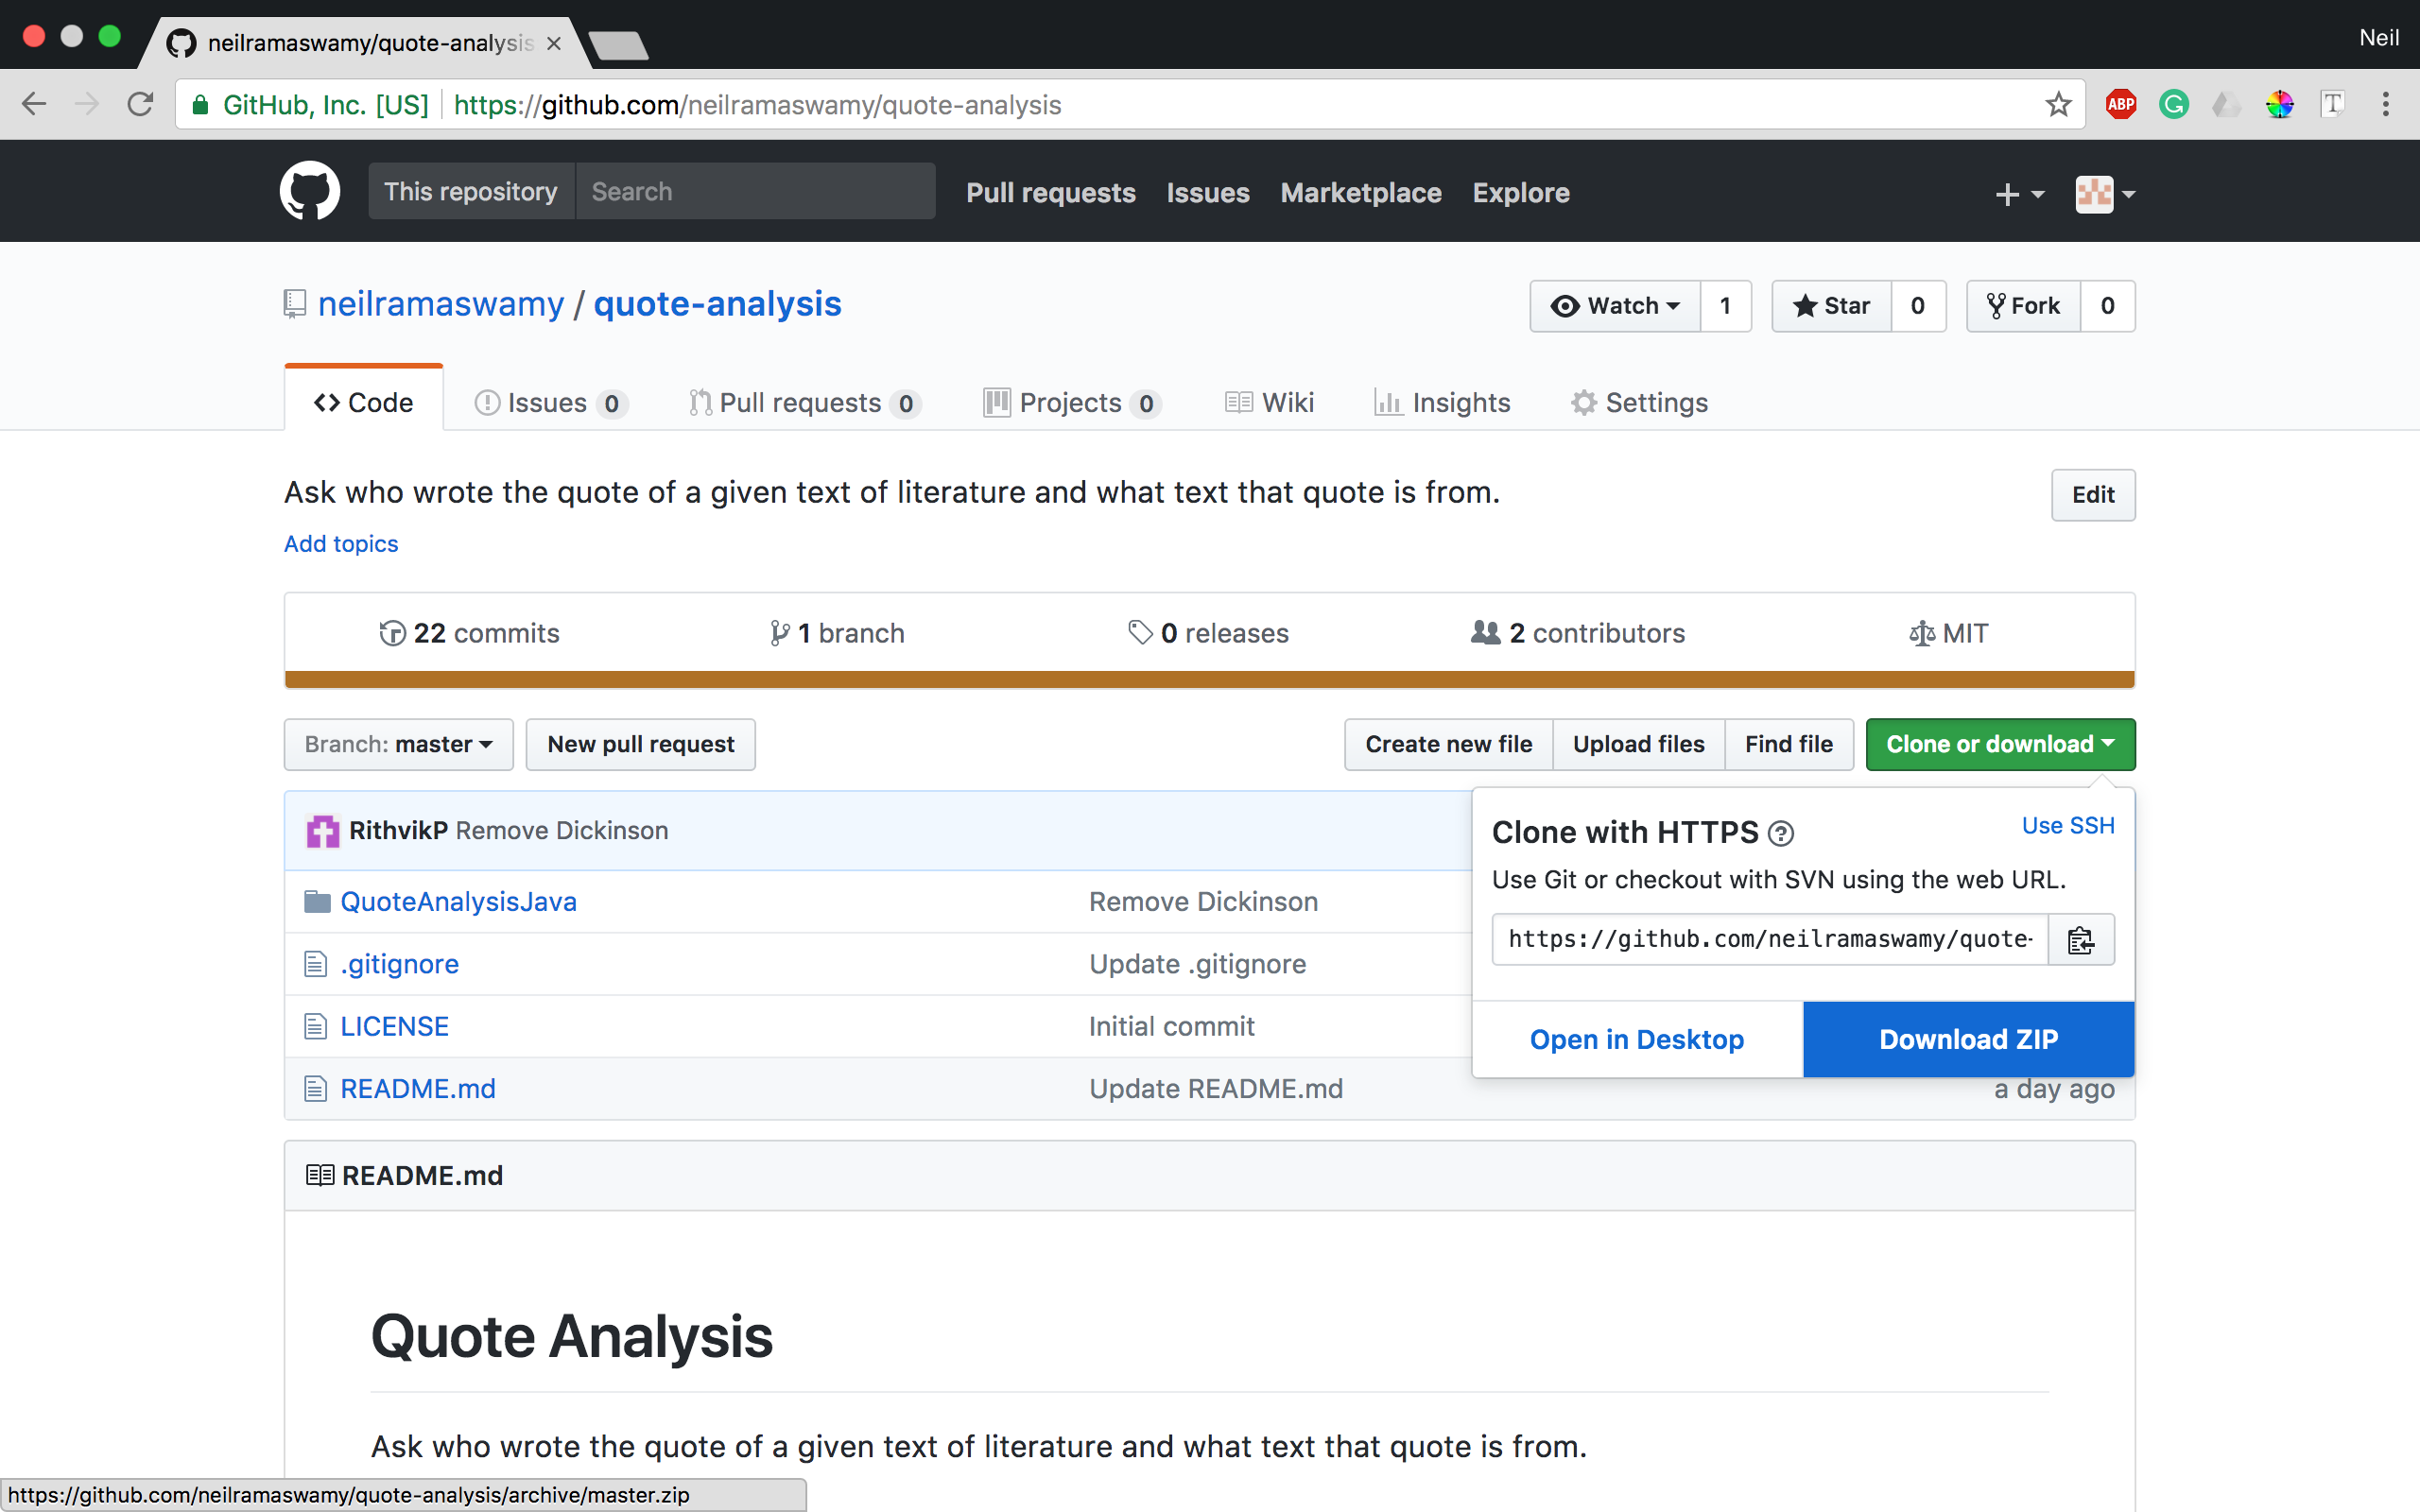 neilramaswamy/quote-analysis
Neil
GitHub, Inc. [US] https://github.com/neilramaswamy/quote-analysis
ABP
G
T
This repository Search Pull requests Issues Marketplace Explore
neilramaswamy / quote-analysis
Watch 1 Star 0 Fork 0
Code Issues 0 Pull requests 0 Projects 0 Wiki Insights Settings
Ask who wrote the quote of a given text of literature and what text that quote is from.
Edit
Add topics
22 commits 1 branch 0 releases 2 contributors MIT
Branch: master New pull request Create new file Upload files Find file Clone or download
RithvikP Remove Dickinson
QuoteAnalysisJava Remove Dickinson
.gitignore Update .gitignore
LICENSE Initial commit
README.md Update README.md a day ago
Clone with HTTPS ? Use SSH
Use Git or checkout with SVN using the web URL.
https://github.com/neilramaswamy/quote-
Open in Desktop Download ZIP
README.md
Quote Analysis
Ask who wrote the quote of a given text of literature and what text that quote is from.
https://github.com/neilramaswamy/quote-analysis/archive/master.zip